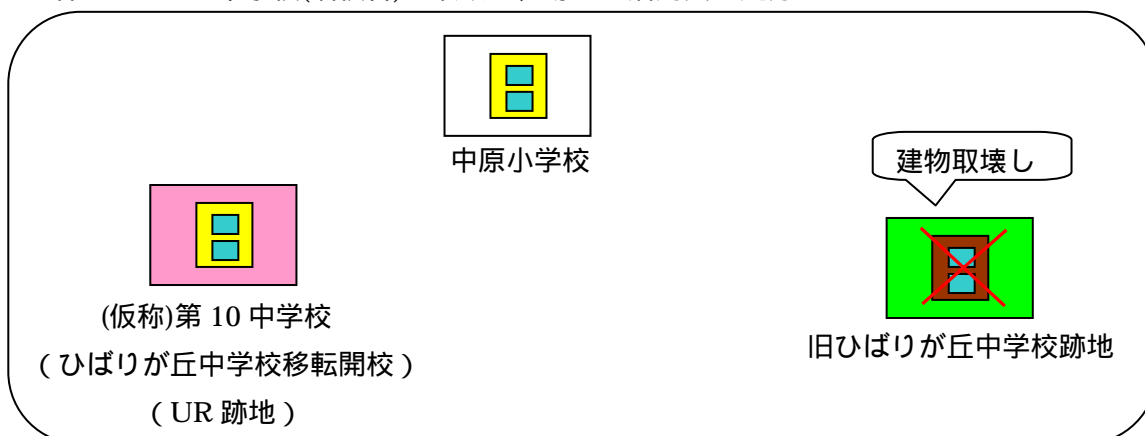 中原小学校
建物取壊し
(仮称)第 10 中学校
（ひばりが丘中学校移転開校）
（UR 跡地）
旧ひばりが丘中学校跡地